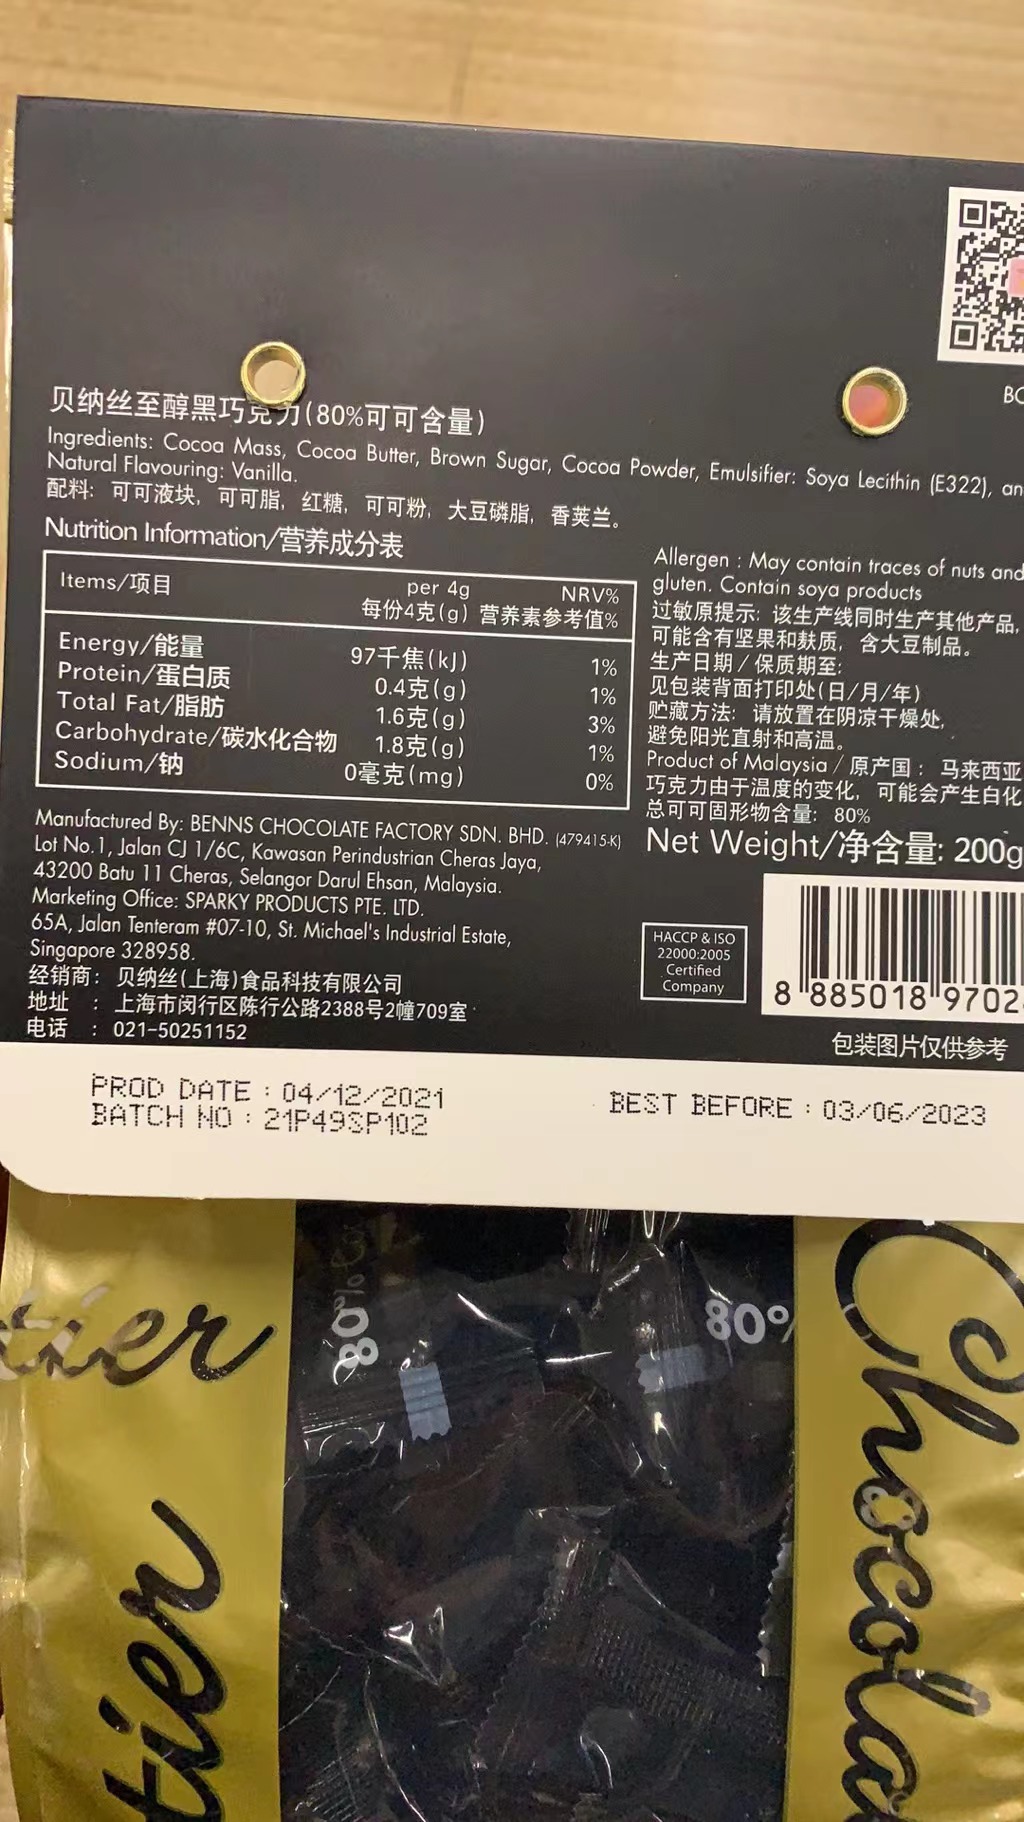 BC
贝纳丝至醇黑巧克力(80%可可含量)
Ingredients: Cocoa Mass, Cocoa Butter, Brown Sugar, Cocoa Powder, Emulsifier: Soya Lecithin (E322), an
Natural Flavouring: Vanilla.
配料: 可可液块, 可可脂, 红糖, 可可粉, 大豆磷脂, 香荚兰。
Nutrition Information/营养成分表
Items/项目 per 4g NRV%
每份4克(g) 营养素参考值%
Energy/能量 97千焦(kJ) 1%
Protein/蛋白质 0.4克(g) 1%
Total Fat/脂肪 1.6克(g) 3%
Carbohydrate/碳水化合物 1.8克(g) 1%
Sodium/钠 0毫克(mg) 0%
Allergen : May contain traces of nuts and
gluten. Contain soya products
过敏原提示: 该生产线同时生产其他产品,
可能含有坚果和麸质, 含大豆制品。
生产日期/保质期至:
见包装背面打印处(日/月/年)
贮藏方法: 请放置在阴凉干燥处,
避免阳光直射和高温。
Product of Malaysia / 原产国: 马来西亚
巧克力由于温度的变化, 可能会产生白化
总可可固形物含量: 80%
Net Weight/净含量: 200g
Manufactured By: BENNS CHOCOLATE FACTORY SDN. BHD. (479415-K)
Lot No.1, Jalan CJ 1/6C, Kawasan Perindustrian Cheras Jaya,
43200 Batu 11 Cheras, Selangor Darul Ehsan, Malaysia.
Marketing Office: SPARKY PRODUCTS PTE. LTD.
65A, Jalan Tenteram #07-10, St. Michael's Industrial Estate,
Singapore 328958.
经销商: 贝纳丝(上海)食品科技有限公司
地址 : 上海市闵行区陈行公路2388号2幢709室
电话 : 021-50251152
HACCP & ISO
22000:2005
Certified
Company
8 885018 9702
包装图片仅供参考
PROD DATE : 04/12/2021
BATCH NO : 21P49SP102
BEST BEFORE : 03/06/2023
tier
80%
80%
Chocola
tier